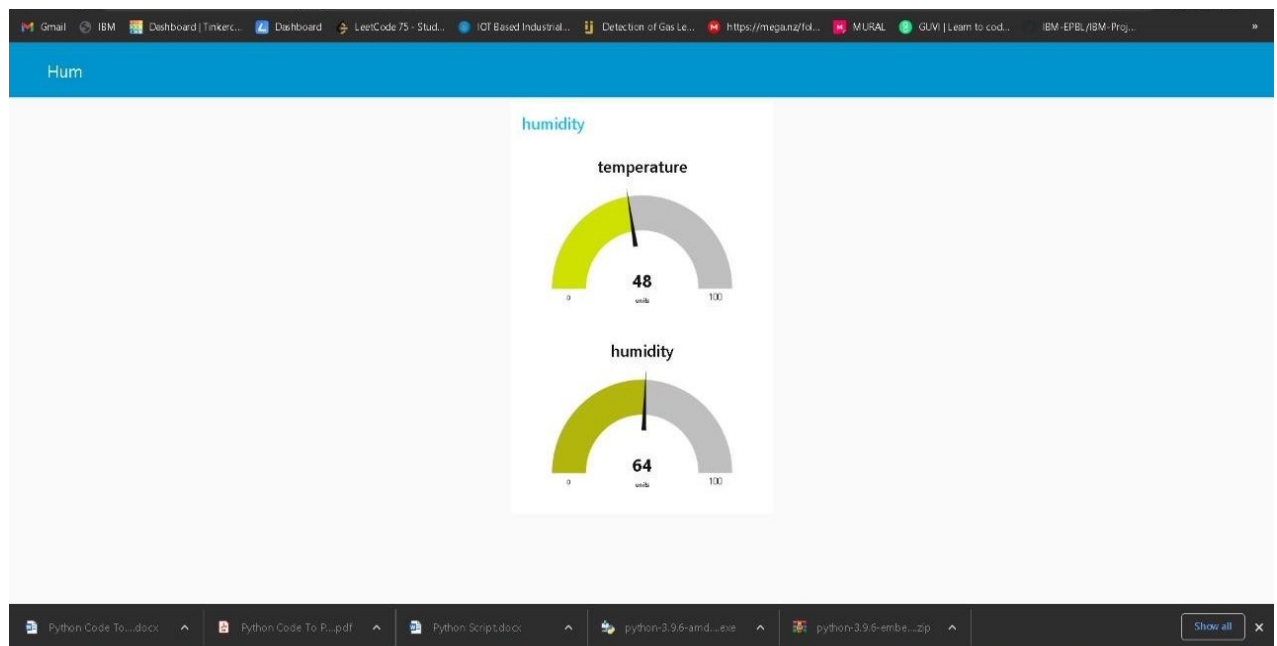 Gmail IBM Dashboard | Tinkerc... Dashboard LeetCode 75 - Stud... IOT Based Industrial... Detection of Gas Le... https://mega.nz/fol... MURAL GUVI | Learn to cod... IBM-EPBL/IBM-Proj... »
Hum
humidity
temperature
48
units
0 100
humidity
64
units
0 100
Python Code To....docx Python Code To P....pdf Python Script.docx python-3.9.6-amd....exe python-3.9.6-embe....zip Show all